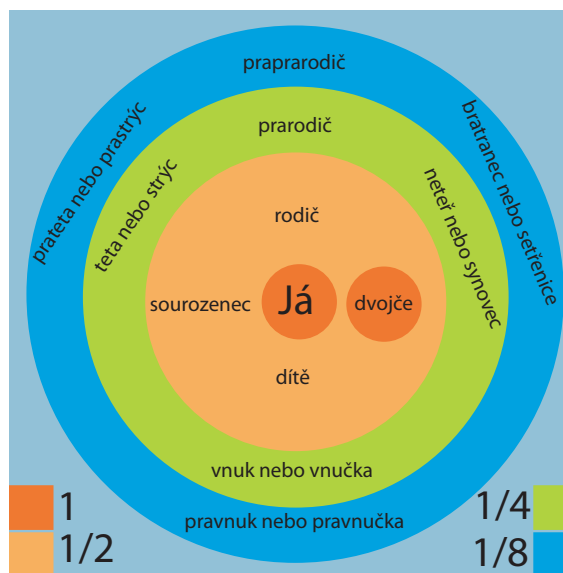 praprarodič
prateta nebo prastrýc
bratranec nebo setřenice
prarodič
teta nebo strýc
neteř nebo synovec
rodič
sourozenec
Já
dvojče
dítě
vnuk nebo vnučka
pravnuk nebo pravnučka
1
1/2
1/4
1/8